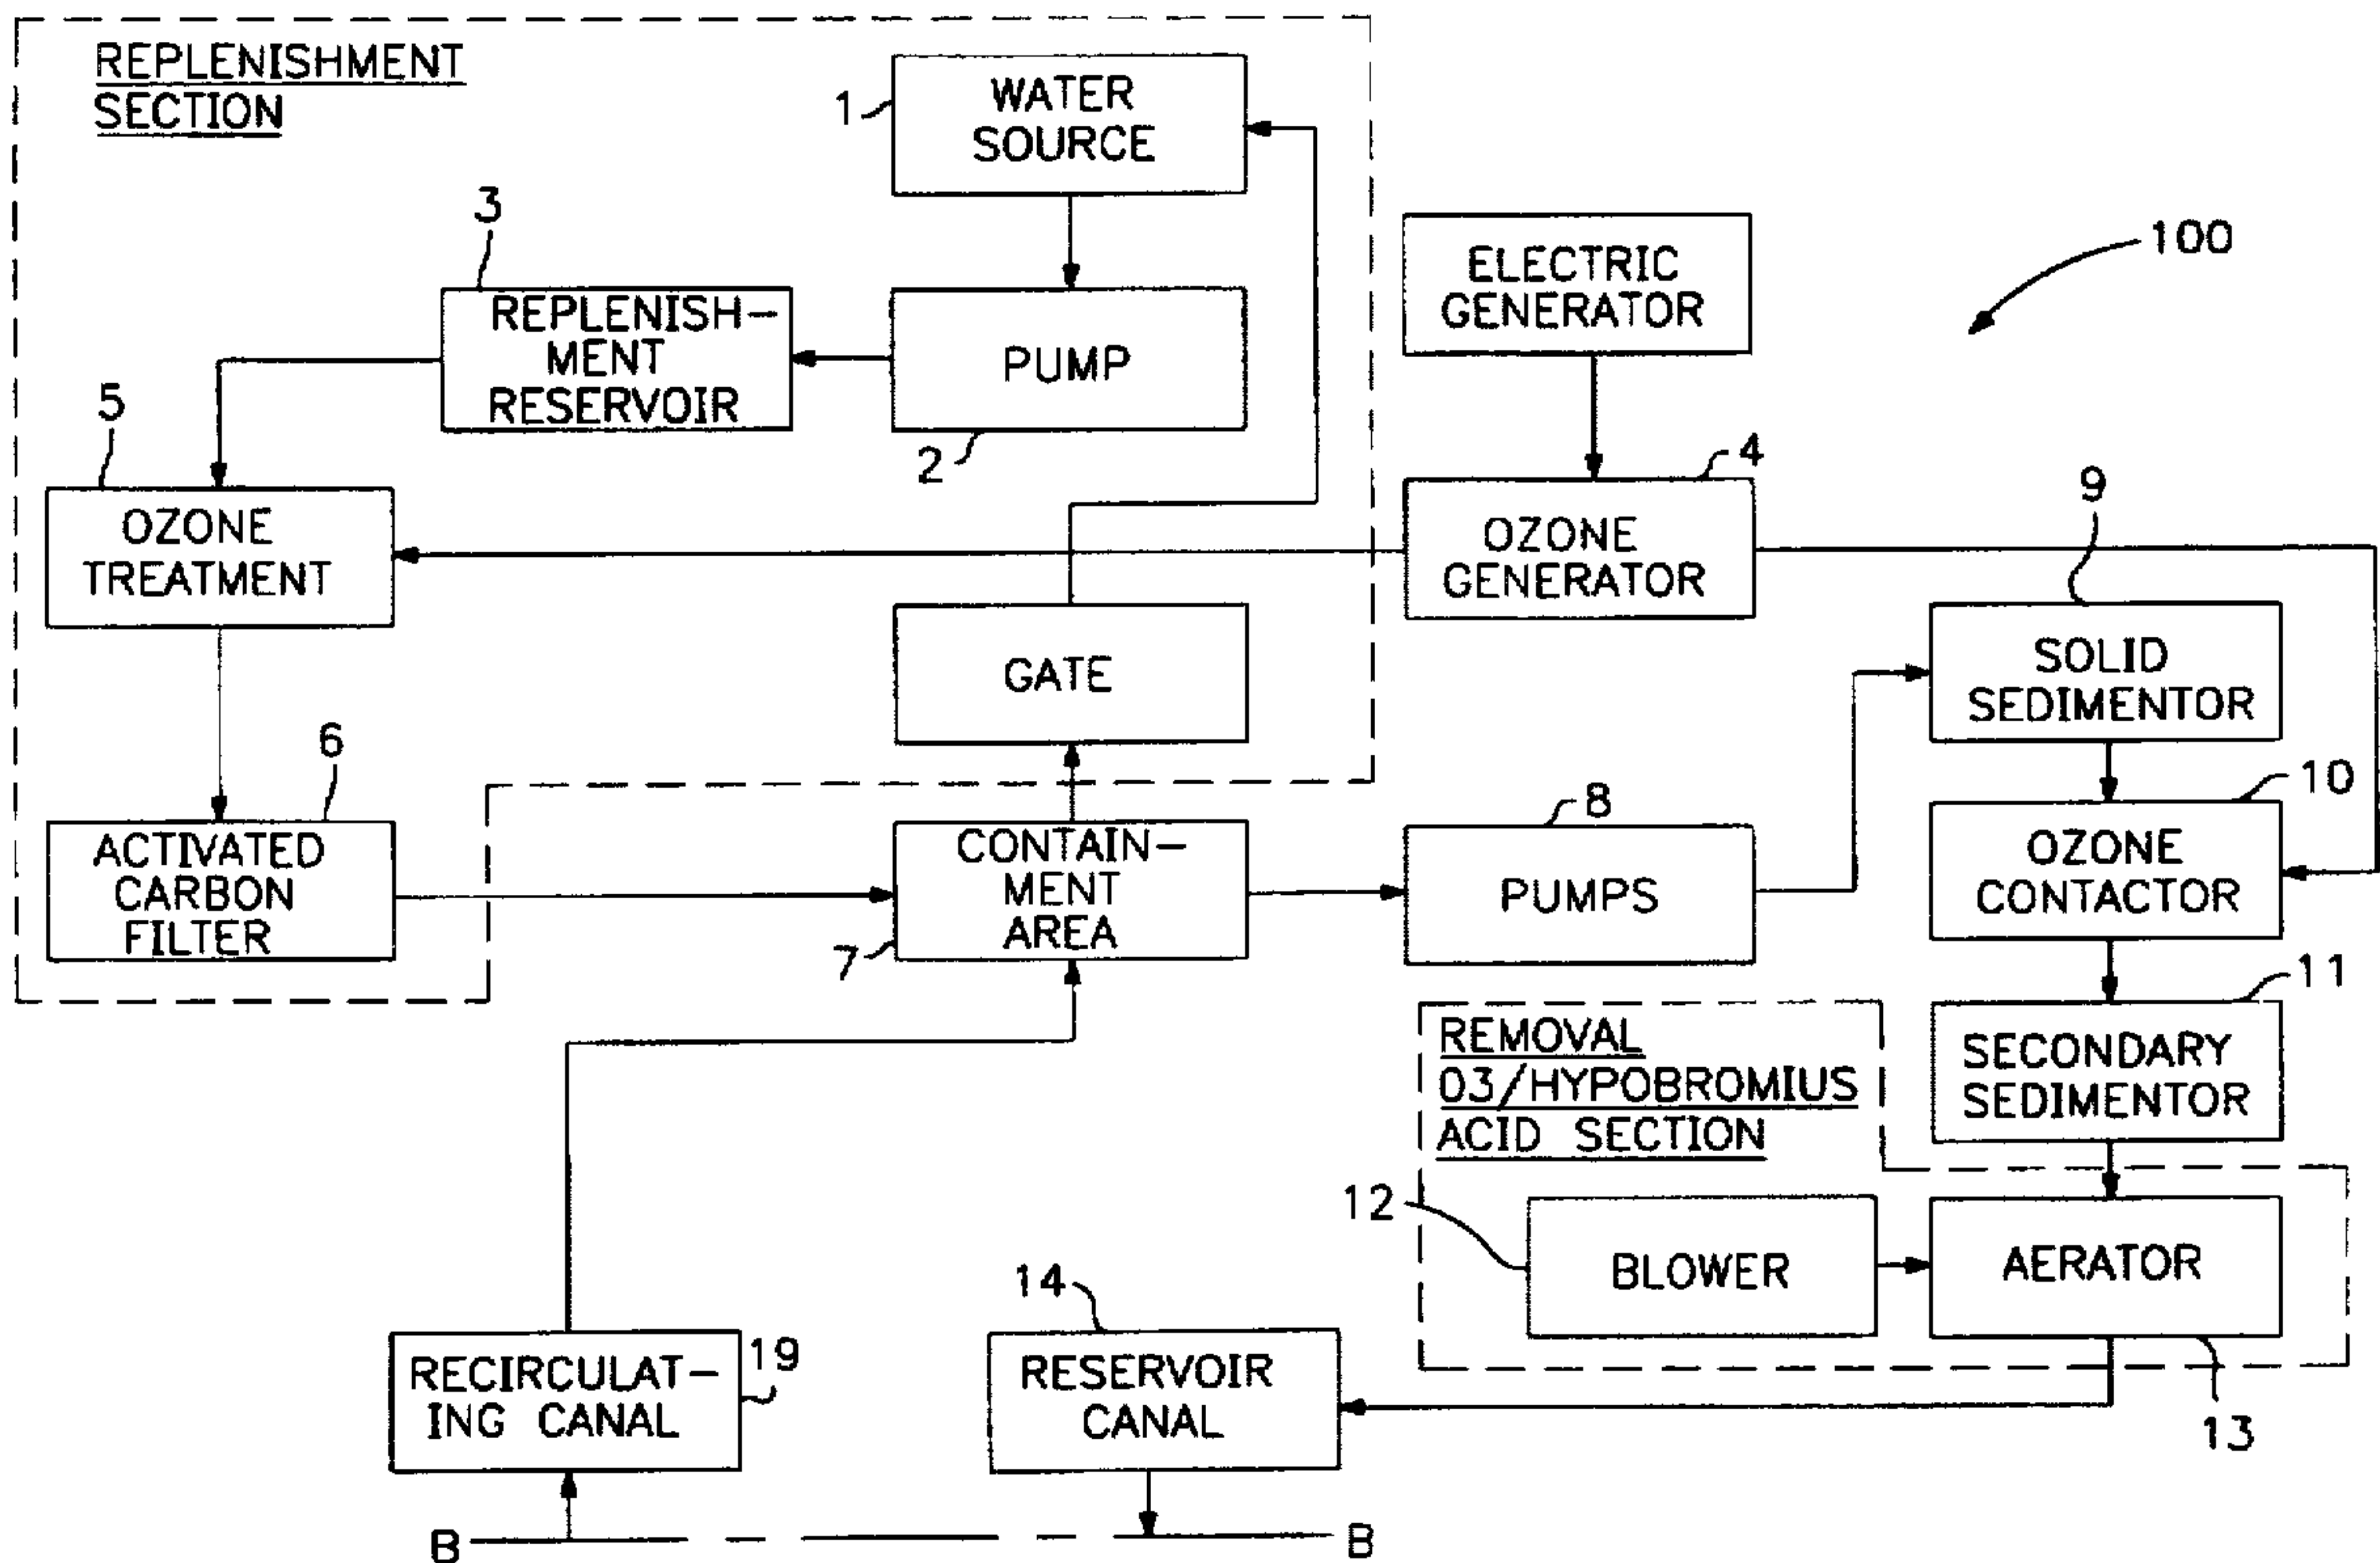 REPLENISHMENT
SECTION
1
WATER
SOURCE
3
REPLENISH-
MENT
RESERVOIR
PUMP
2
ELECTRIC
GENERATOR
100
5
OZONE
TREATMENT
4
OZONE
GENERATOR
9
SOLID
SEDIMENTOR
GATE
6
ACTIVATED
CARBON
FILTER
CONTAIN-
MENT
AREA
7
8
PUMPS
10
OZONE
CONTACTOR
11
SECONDARY
SEDIMENTOR
REMOVAL
03/HYPOBROMIUS
ACID SECTION
12
BLOWER
AERATOR
13
14
RESERVOIR
CANAL
RECIRCULAT-
ING CANAL
19
B
B